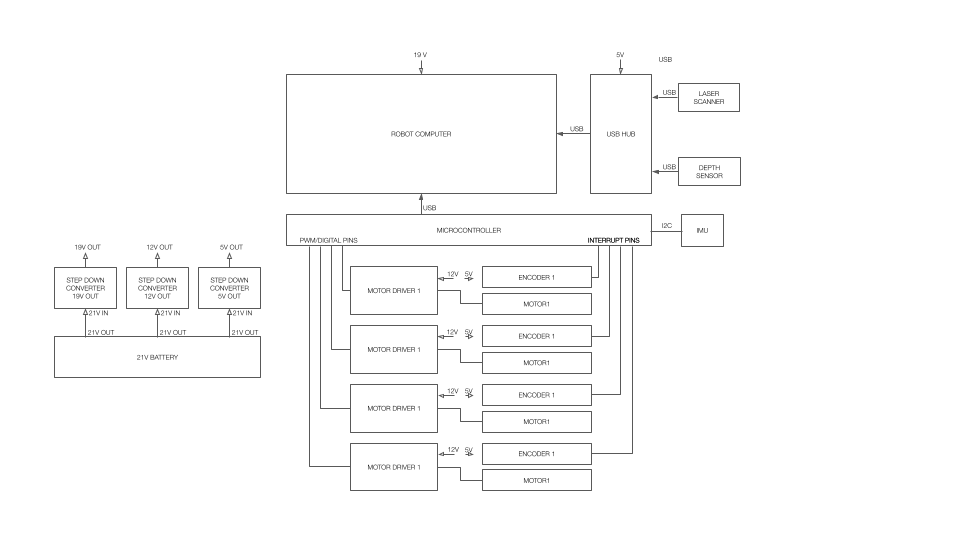 19 V
5V
USB
USB
LASER
SCANNER
ROBOT COMPUTER
USB
USB HUB
USB
DEPTH
SENSOR
USB
MICROCONTROLLER
I2C
IMU
PWM/DIGITAL PINS
INTERRUPT PINS
19V OUT
12V OUT
5V OUT
STEP DOWN
CONVERTER
19V OUT
STEP DOWN
CONVERTER
12V OUT
STEP DOWN
CONVERTER
5V OUT
21V IN
21V IN
21V IN
21V OUT
21V OUT
21V OUT
21V BATTERY
MOTOR DRIVER 1
12V
5V
ENCODER 1
MOTOR1
MOTOR DRIVER 1
12V
5V
ENCODER 1
MOTOR1
MOTOR DRIVER 1
12V
5V
ENCODER 1
MOTOR1
MOTOR DRIVER 1
12V
5V
ENCODER 1
MOTOR1